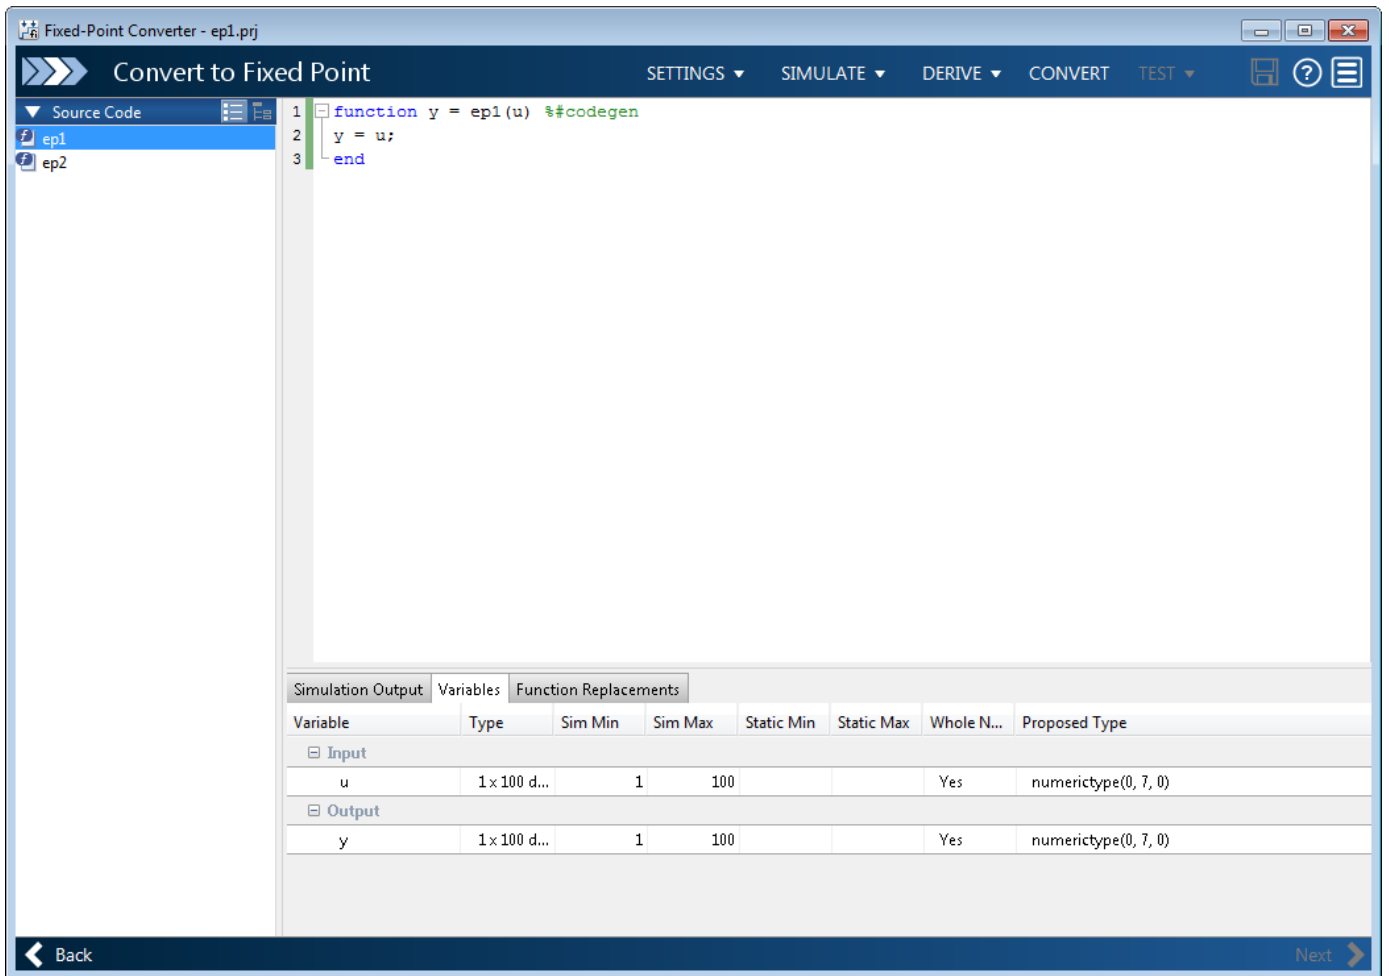 Fixed-Point Converter - ep1.prj
Convert to Fixed Point SETTINGS SIMULATE DERIVE CONVERT TEST
Source Code
ep1
ep2
1 function y = ep1(u) %#codegen
2 y = u;
3 end
Simulation Output Variables Function Replacements
Variable Type Sim Min Sim Max Static Min Static Max Whole N... Proposed Type
Input
u 1 x 100 d... 1 100 Yes numerictype(0, 7, 0)
Output
y 1 x 100 d... 1 100 Yes numerictype(0, 7, 0)
Back Next